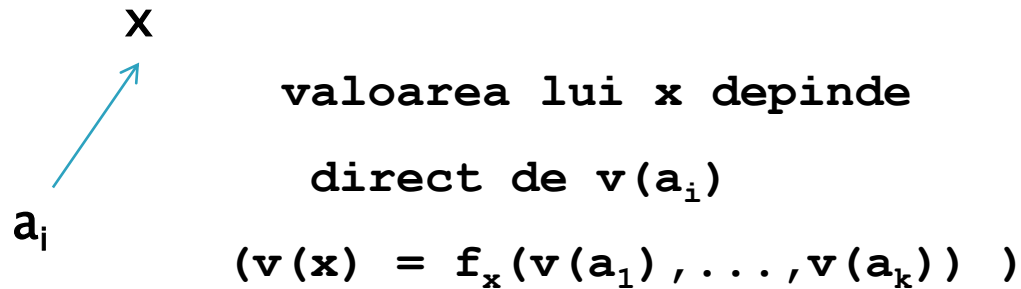 x
valoarea lui x depinde
direct de v(aᵢ)
aᵢ
(v(x) = fₓ(v(a₁),...,v(aₖ)) )